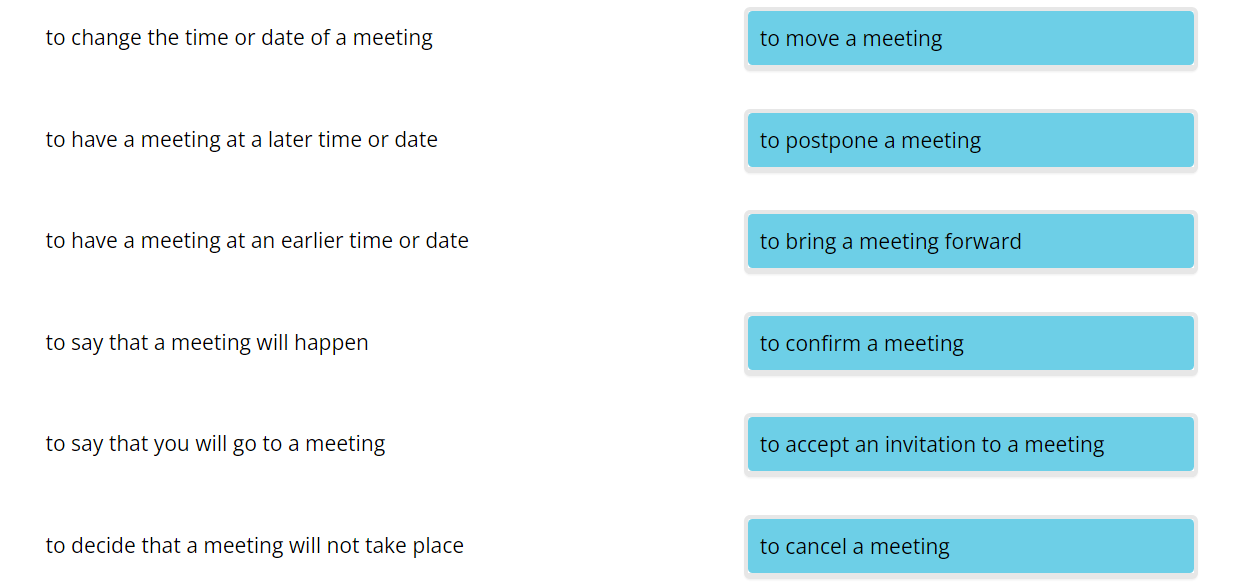 to change the time or date of a meeting
to move a meeting
to have a meeting at a later time or date
to postpone a meeting
to have a meeting at an earlier time or date
to bring a meeting forward
to say that a meeting will happen
to confirm a meeting
to say that you will go to a meeting
to accept an invitation to a meeting
to decide that a meeting will not take place
to cancel a meeting